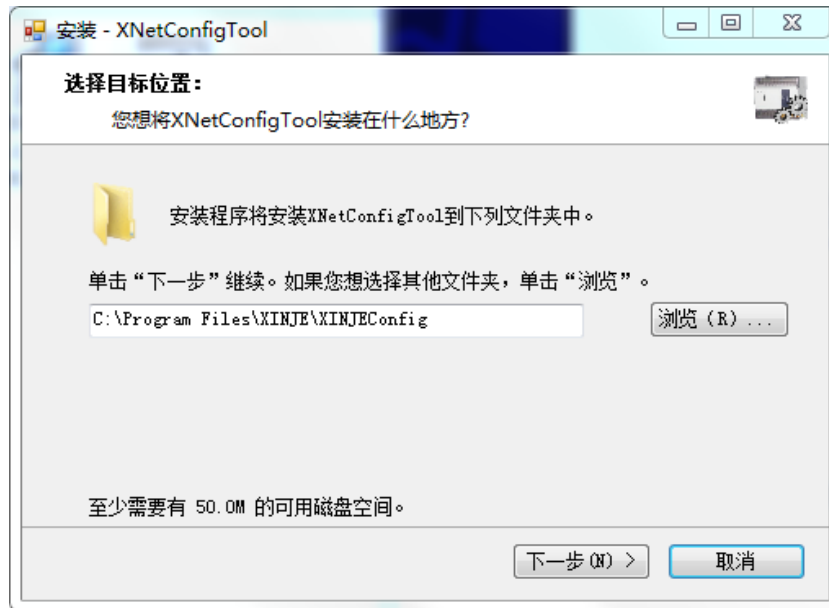 安装 - XNetConfigTool
选择目标位置：
您想将XNetConfigTool安装在什么地方?
安装程序将安装XNetConfigTool到下列文件夹中。
单击“下一步”继续。如果您想选择其他文件夹，单击“浏览”。
C:\Program Files\XINJE\XINJEConfig
浏览（R）...
至少需要有 50.0M 的可用磁盘空间。
下一步(N) >
取消